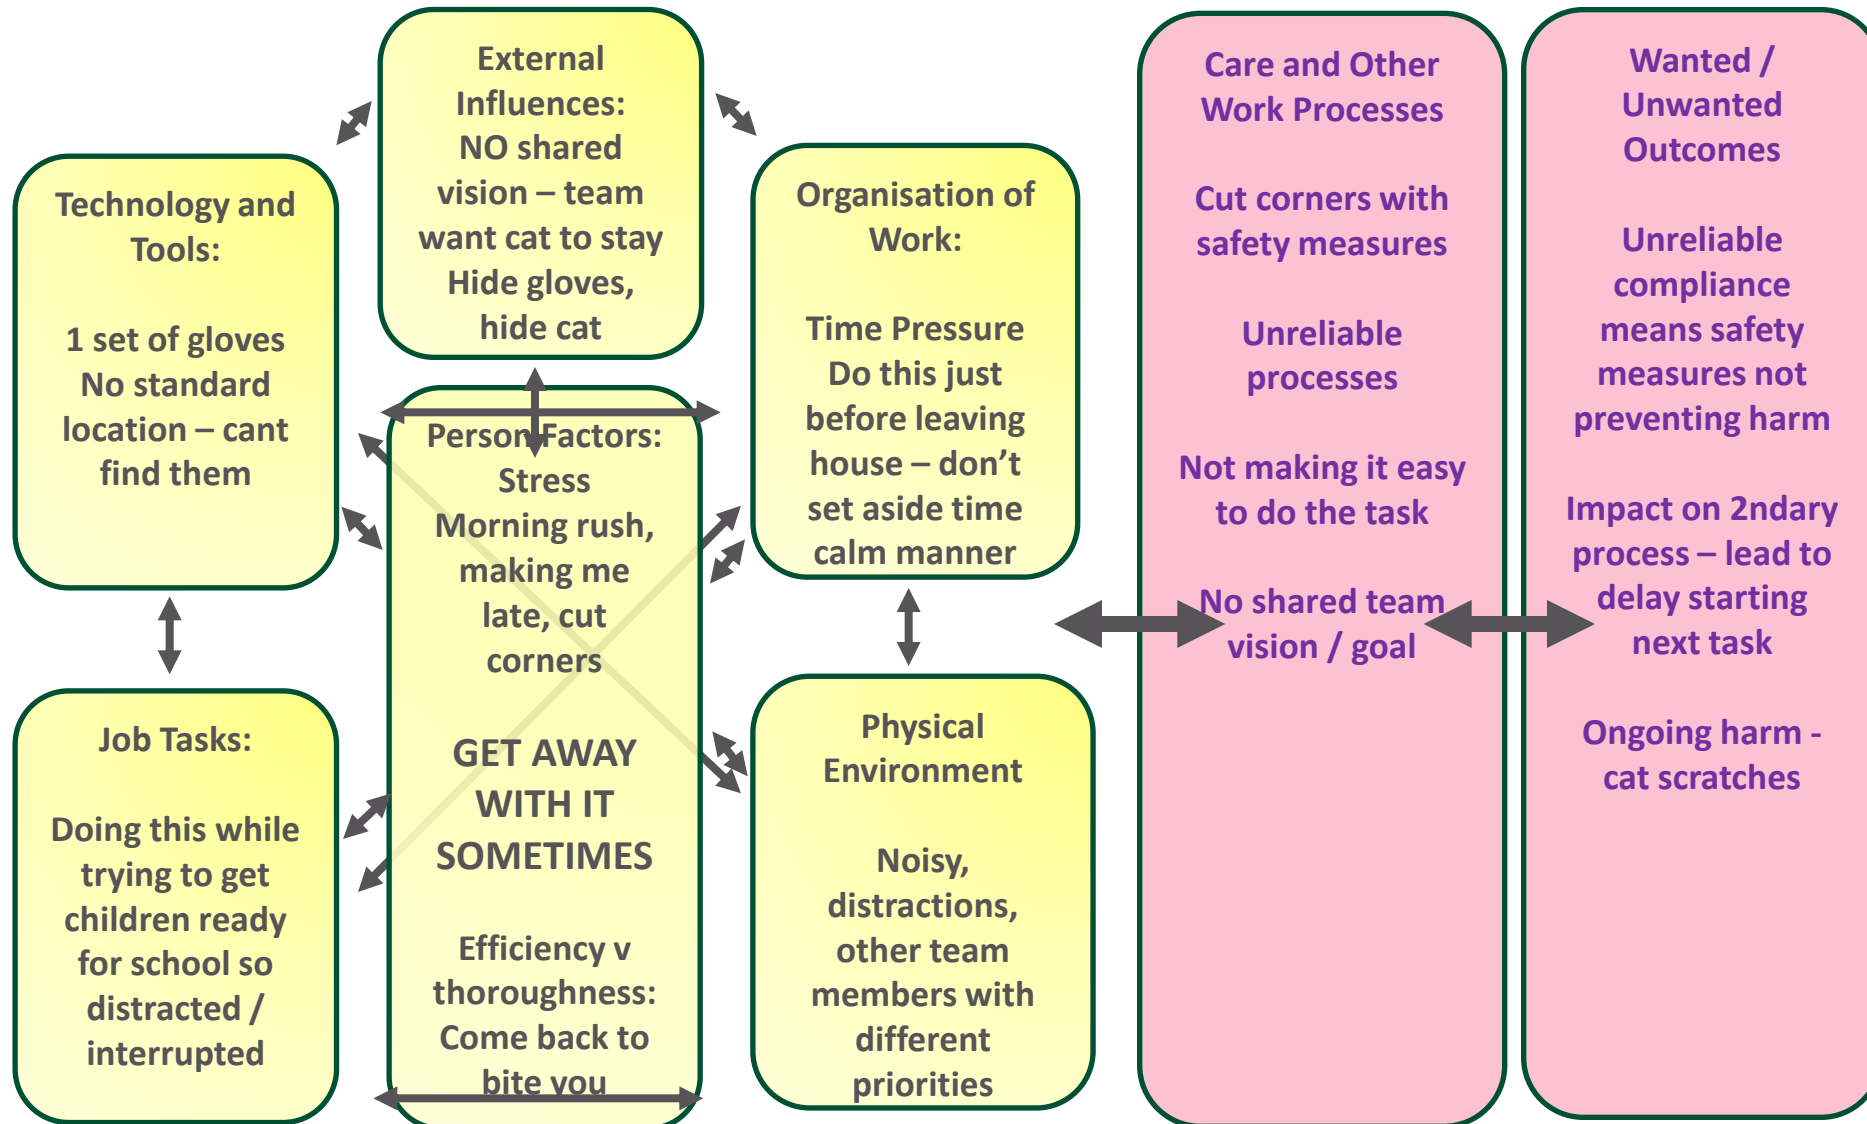 Technology and
Tools:
1 set of gloves
No standard
location – cant
find them
Job Tasks:
Doing this while
trying to get
children ready
for school so
distracted /
interrupted
External
Influences:
NO shared
vision – team
want cat to stay
Hide gloves,
hide cat
Person Factors:
Stress
Morning rush,
making me
late, cut
corners
GET AWAY
WITH IT
SOMETIMES
Efficiency v
thoroughness:
Come back to
bite you
Organisation of
Work:
Time Pressure
Do this just
before leaving
house – don’t
set aside time
calm manner
Physical
Environment
Noisy,
distractions,
other team
members with
different
priorities
Care and Other
Work Processes
Cut corners with
safety measures
Unreliable
processes
Not making it easy
to do the task
No shared team
vision / goal
Wanted /
Unwanted
Outcomes
Unreliable
compliance
means safety
measures not
preventing harm
Impact on 2ndary
process – lead to
delay starting
next task
Ongoing harm -
cat scratches